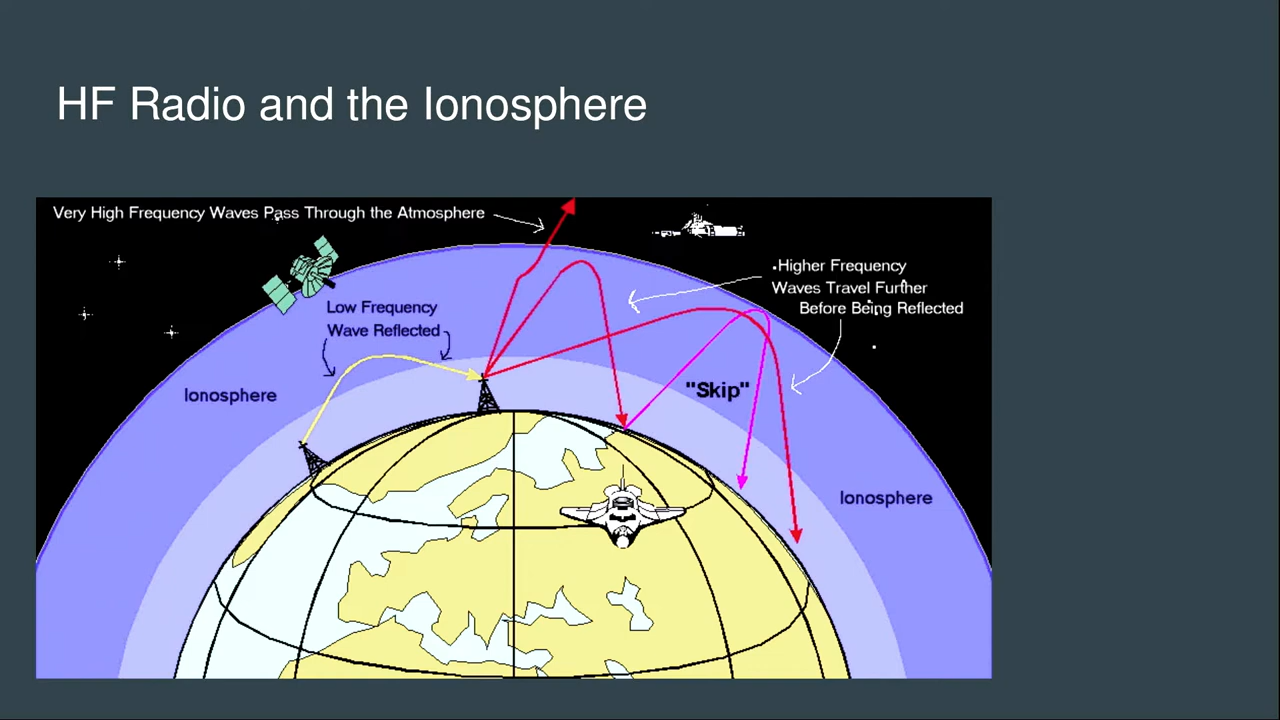 HF Radio and the Ionosphere
Very High Frequency Waves Pass Through the Atmosphere
Higher Frequency
Waves Travel Further
Before Being Reflected
Low Frequency
Wave Reflected
Ionosphere
"Skip"
Ionosphere